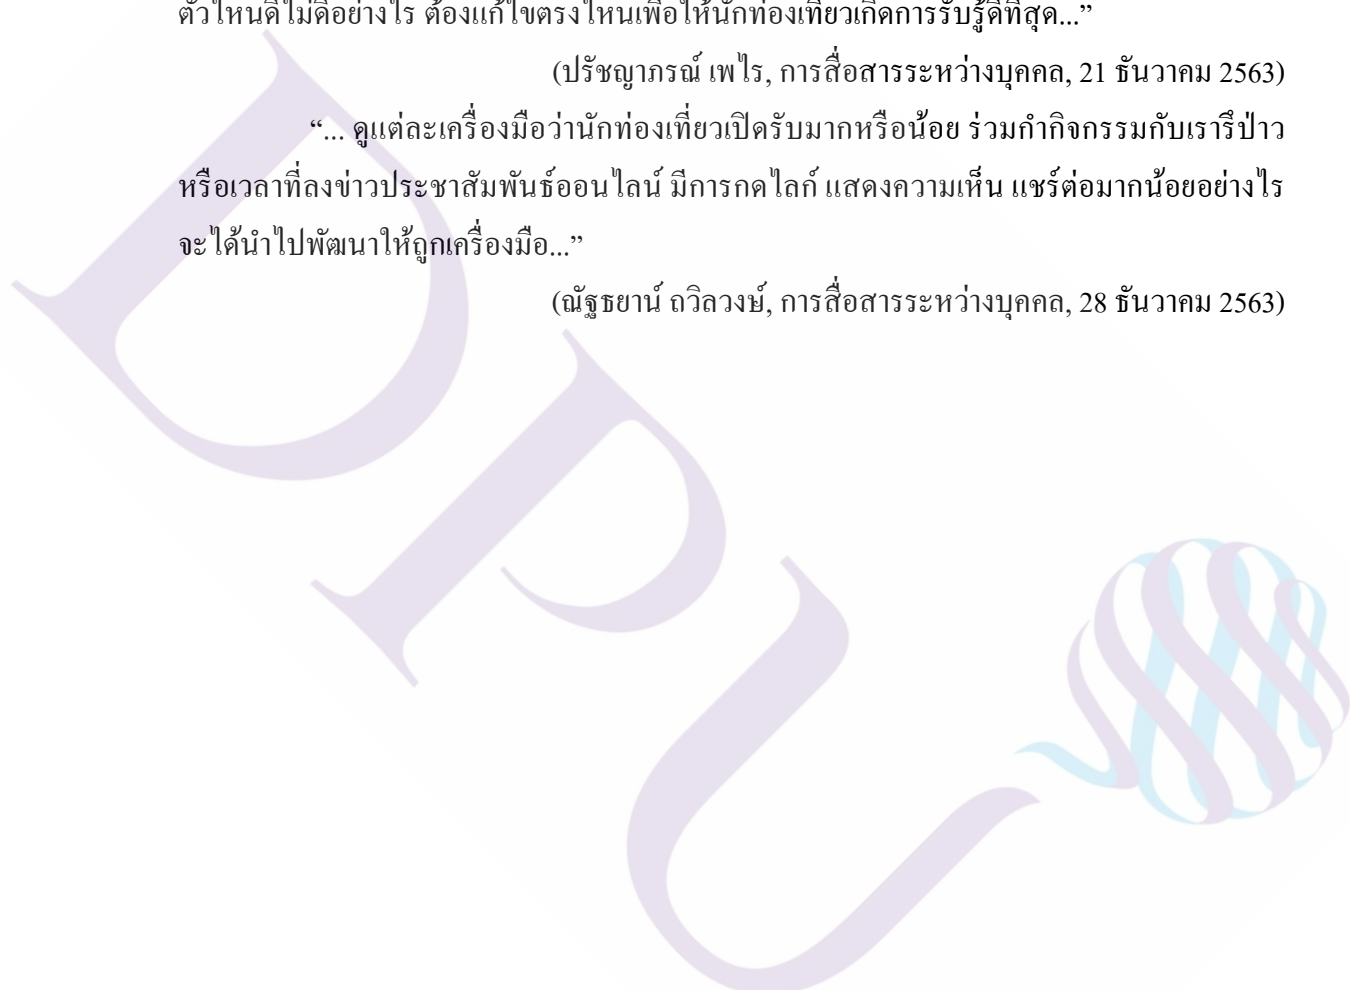 ตัวไหนดีไม่ดีอย่างไร ต้องแก้ไขตรงไหนเพื่อให้นักท่องเที่ยวเกิดการรับรู้ดีที่สุด...”
(ปรัชญาภรณ์ เพไร, การสื่อสารระหว่างบุคคล, 21 ธันวาคม 2563)
“... ดูแต่ละเครื่องมือว่านักท่องเที่ยวเปิดรับมากหรือน้อย ร่วมกำกิจกรรมกับเรารึป่าว
หรือเวลาที่ลงข่าวประชาสัมพันธ์ออนไลน์ มีการกดไลก์ แสดงความเห็น แชร์ต่อมากน้อยอย่างไร
จะได้นำไปพัฒนาให้ถูกเครื่องมือ...”
(ณัฐธยาน์ ถวิลวงษ์, การสื่อสารระหว่างบุคคล, 28 ธันวาคม 2563)
DPU